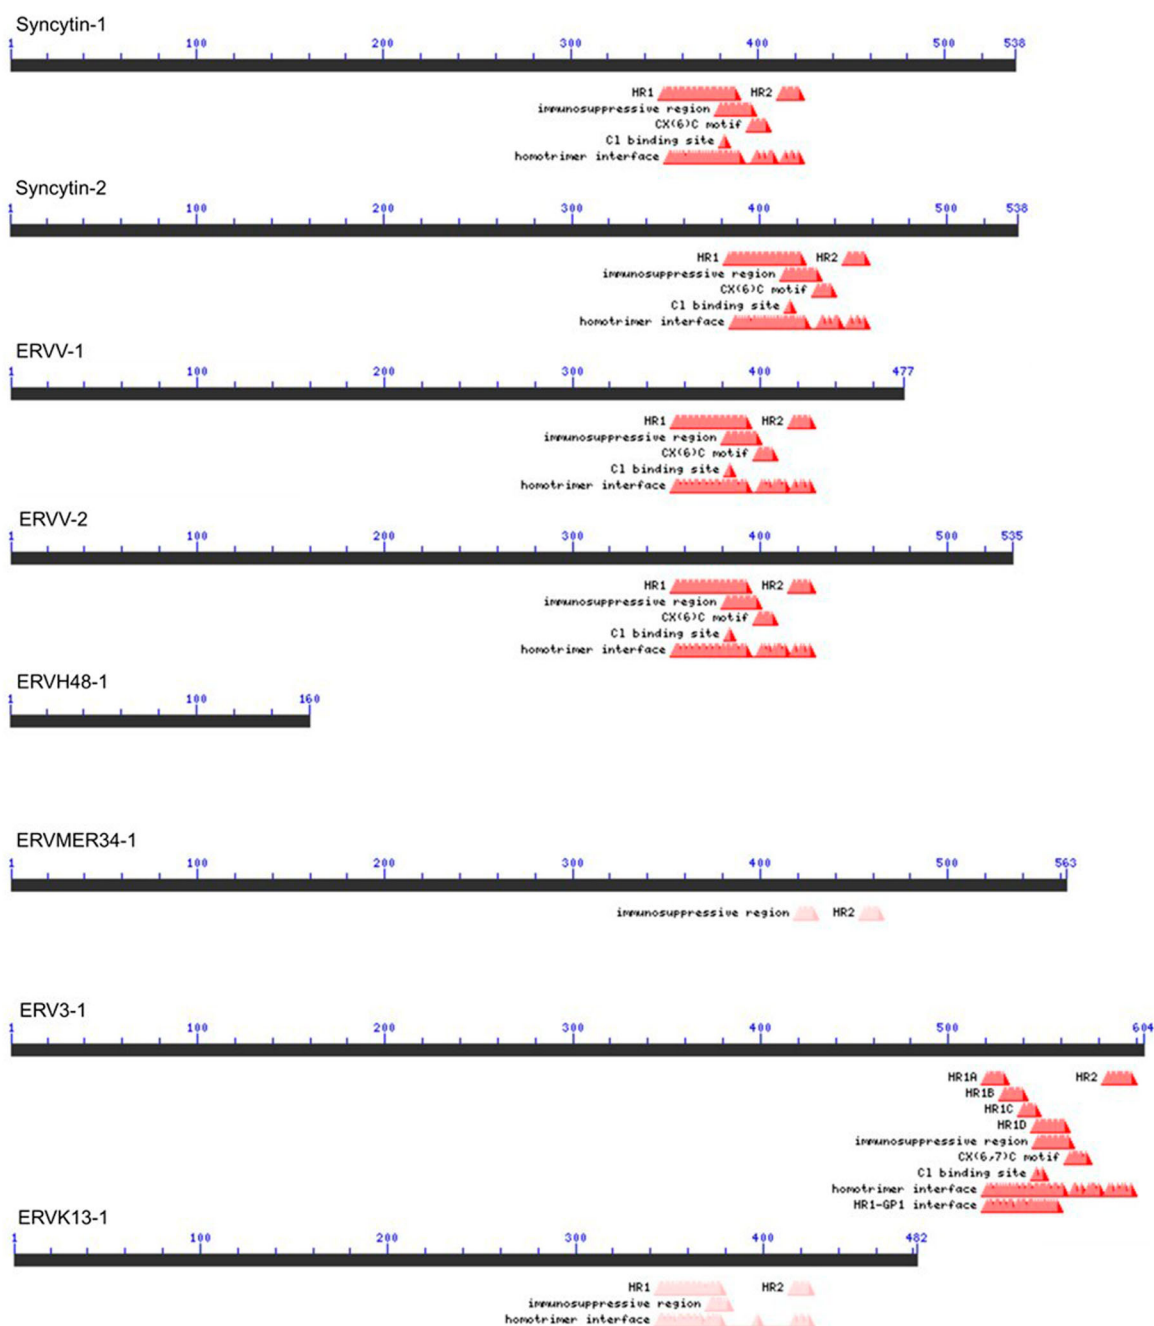 Syncytin-1
1 100 200 300 400 500 538
HR1 HR2
immunosuppressive region
CX(6)C motif
Cl binding site
homotrimer interface
Syncytin-2
1 100 200 300 400 500 538
HR1 HR2
immunosuppressive region
CX(6)C motif
Cl binding site
homotrimer interface
ERVV-1
1 100 200 300 400 477
HR1 HR2
immunosuppressive region
CX(6)C motif
Cl binding site
homotrimer interface
ERVV-2
1 100 200 300 400 500 535
HR1 HR2
immunosuppressive region
CX(6)C motif
Cl binding site
homotrimer interface
ERVH48-1
1 100 160
ERVMER34-1
1 100 200 300 400 500 563
immunosuppressive region HR2
ERV3-1
1 100 200 300 400 500 604
HR1A HR2
HR1B
HR1C
HR1D
immunosuppressive region
CX(6,7)C motif
Cl binding site
homotrimer interface
HR1-GP1 interface
ERVK13-1
1 100 200 300 400 482
HR1 HR2
immunosuppressive region
homotrimer interface